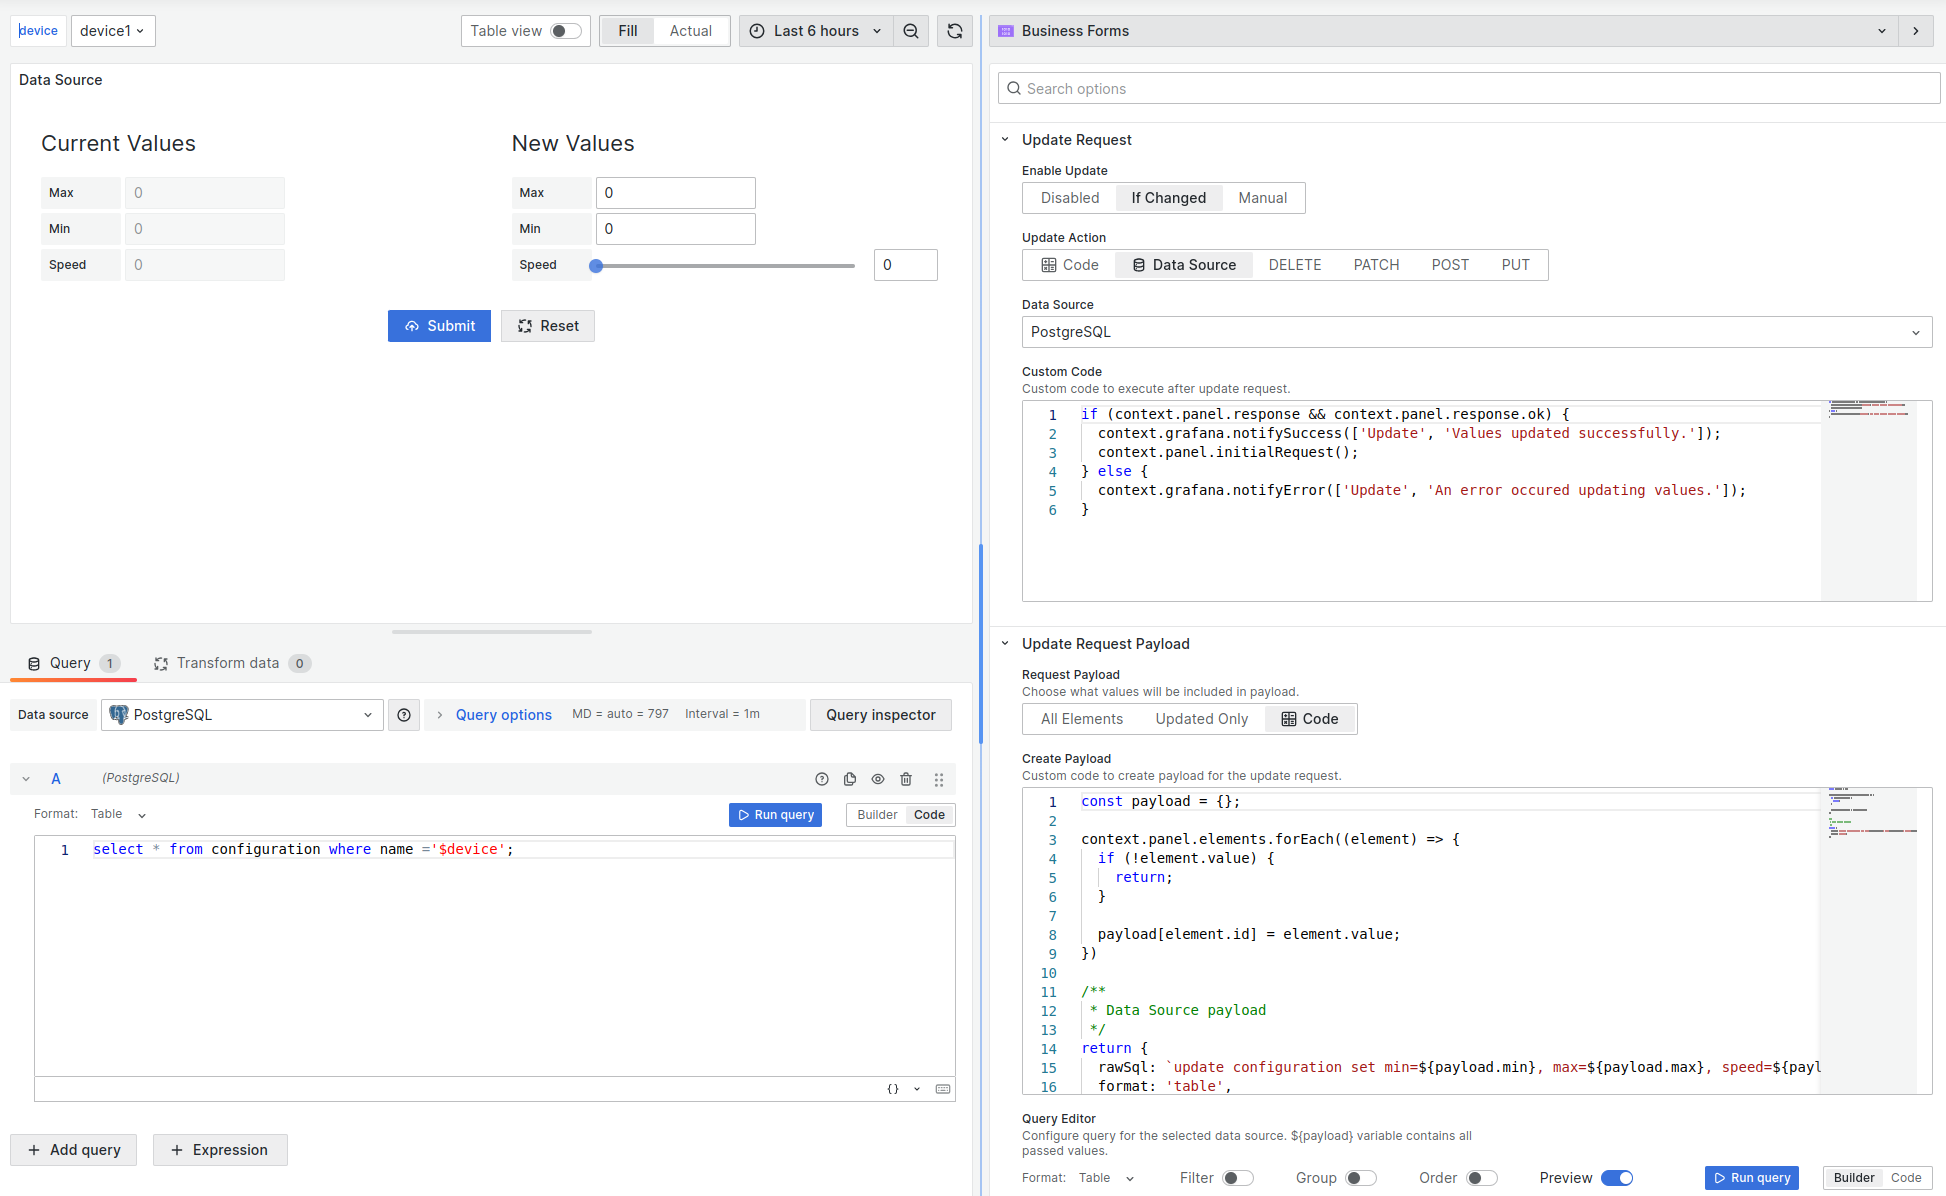 device
device1
Table view
Fill
Actual
Last 6 hours
Data Source
Current Values
New Values
Max
0
Max
0
Min
0
Min
0
Speed
0
Speed
0
Submit
Reset
Query 1
Transform data 0
Data source
PostgreSQL
Query options
MD = auto = 797
Interval = 1m
Query inspector
A
(PostgreSQL)
Format:
Table
Run query
Builder
Code
1 select * from configuration where name ='$device';
{}
+ Add query
+ Expression
Business Forms
Search options
Update Request
Enable Update
Disabled
If Changed
Manual
Update Action
Code
Data Source
DELETE
PATCH
POST
PUT
Data Source
PostgreSQL
Custom Code
Custom code to execute after update request.
1 if (context.panel.response && context.panel.response.ok) {
2 context.grafana.notifySuccess(['Update', 'Values updated successfully.']);
3 context.panel.initialRequest();
4 } else {
5 context.grafana.notifyError(['Update', 'An error occured updating values.']);
6 }
Update Request Payload
Request Payload
Choose what values will be included in payload.
All Elements
Updated Only
Code
Create Payload
Custom code to create payload for the update request.
1 const payload = {};
2
3 context.panel.elements.forEach((element) => {
4 if (!element.value) {
5 return;
6 }
7
8 payload[element.id] = element.value;
9 })
10
11 /**
12 * Data Source payload
13 */
14 return {
15 rawSql: `update configuration set min=${payload.min}, max=${payload.max}, speed=${payl
16 format: 'table',
Query Editor
Configure query for the selected data source. ${payload} variable contains all
passed values.
Format:
Table
Filter
Group
Order
Preview
Run query
Builder
Code